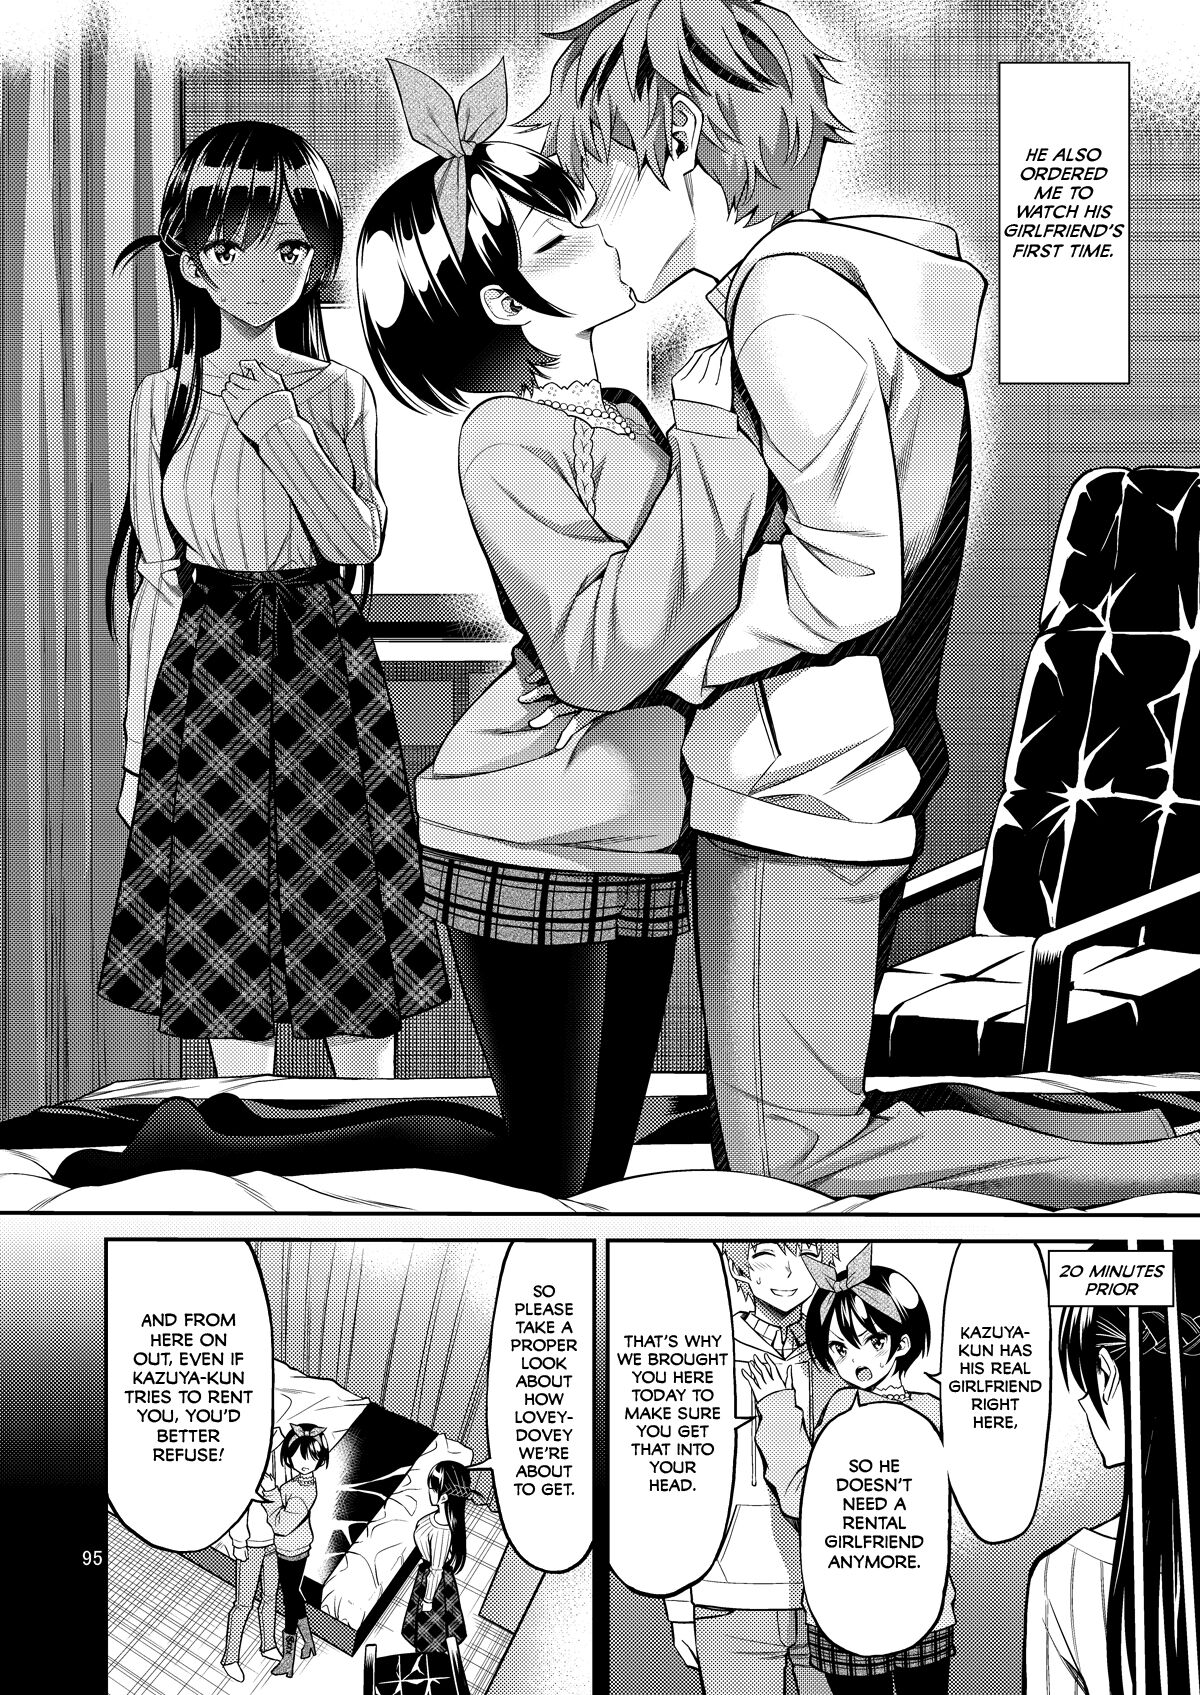 HE ALSO
ORDERED
ME TO
WATCH HIS
GIRLFRIEND'S
FIRST TIME.
20 MINUTES
PRIOR
KAZUYA-
KUN HAS
HIS REAL
GIRLFRIEND
RIGHT
HERE,
SO HE
DOESN'T
NEED A
RENTAL
GIRLFRIEND
ANYMORE.
THAT'S WHY
WE BROUGHT
YOU HERE
TODAY TO
MAKE SURE
YOU GET
THAT INTO
YOUR
HEAD.
SO
PLEASE
TAKE A
PROPER
LOOK
ABOUT
HOW
LOVEY-
DOVEY
WE'RE
ABOUT
TO GET.
AND FROM
HERE ON
OUT, EVEN IF
KAZUYA-KUN
TRIES TO RENT
YOU, YOU'D
BETTER
REFUSE!
95